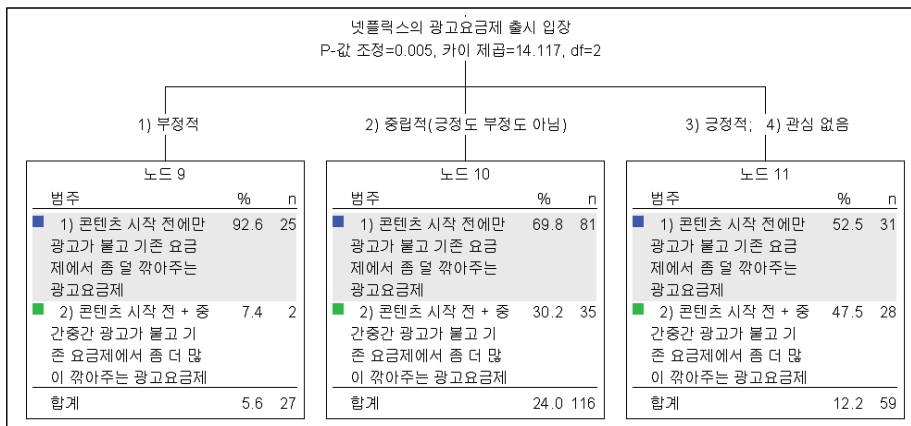 넷플릭스의 광고요금제 출시 입장
P-값 조정=0.005, 카이 제곱=14.117, df=2
1) 부정적
2) 중립적(긍정도 부정도 아님)
3) 긍정적; 4) 관심 없음
노드 9
범주 % n
1) 콘텐츠 시작 전에만 92.6 25
광고가 붙고 기존 요금
제에서 좀 덜 깎아주는
광고요금제
2) 콘텐츠 시작 전 + 중 7.4 2
간중간 광고가 붙고 기
존 요금제에서 좀 더 많
이 깎아주는 광고요금제
합계 5.6 27
노드 10
범주 % n
1) 콘텐츠 시작 전에만 69.8 81
광고가 붙고 기존 요금
제에서 좀 덜 깎아주는
광고요금제
2) 콘텐츠 시작 전 + 중 30.2 35
간중간 광고가 붙고 기
존 요금제에서 좀 더 많
이 깎아주는 광고요금제
합계 24.0 116
노드 11
범주 % n
1) 콘텐츠 시작 전에만 52.5 31
광고가 붙고 기존 요금
제에서 좀 덜 깎아주는
광고요금제
2) 콘텐츠 시작 전 + 중 47.5 28
간중간 광고가 붙고 기
존 요금제에서 좀 더 많
이 깎아주는 광고요금제
합계 12.2 59